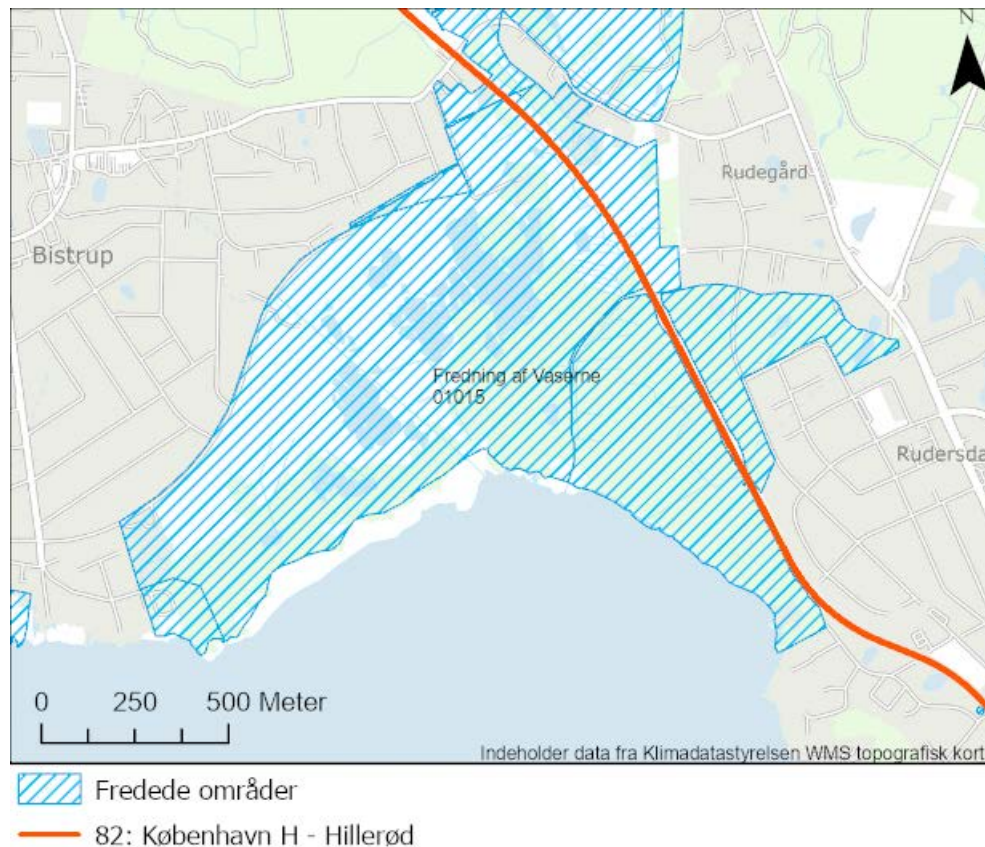 N
Rudegård
Bistrup
Fredning af Vaserne
01015
Rudersda
0 250 500 Meter
Indeholder data fra Klimadatastyrelsen WMS topografisk kort
Fredede områder
82: København H - Hillerød